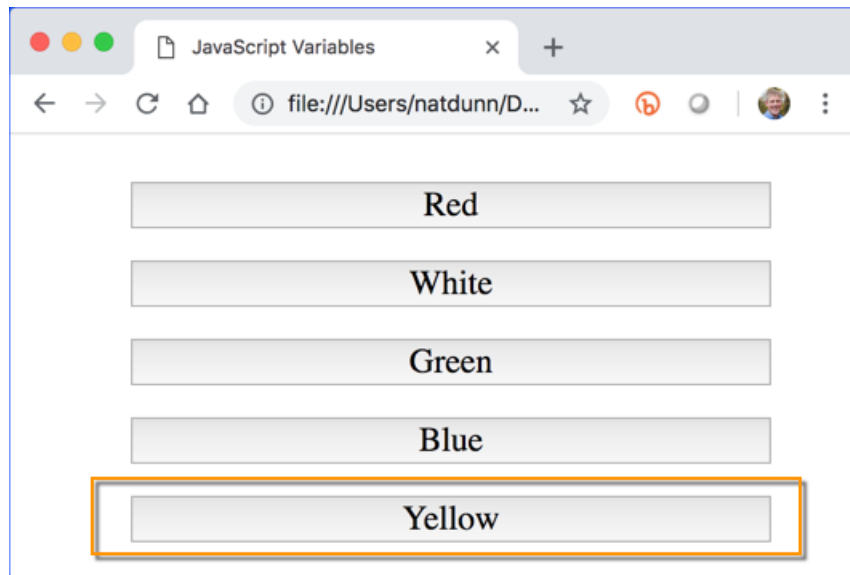 JavaScript Variables
file:///Users/natdunn/D...
Red
White
Green
Blue
Yellow